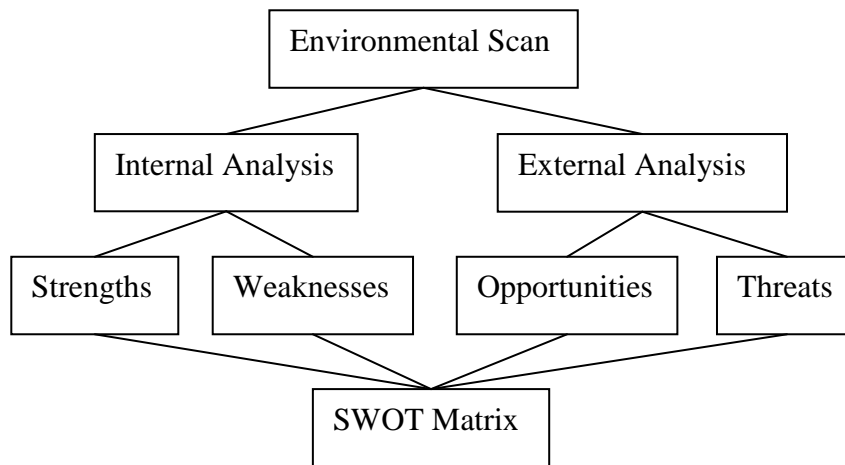 Environmental Scan
Internal Analysis
External Analysis
Strengths
Weaknesses
Opportunities
Threats
SWOT Matrix